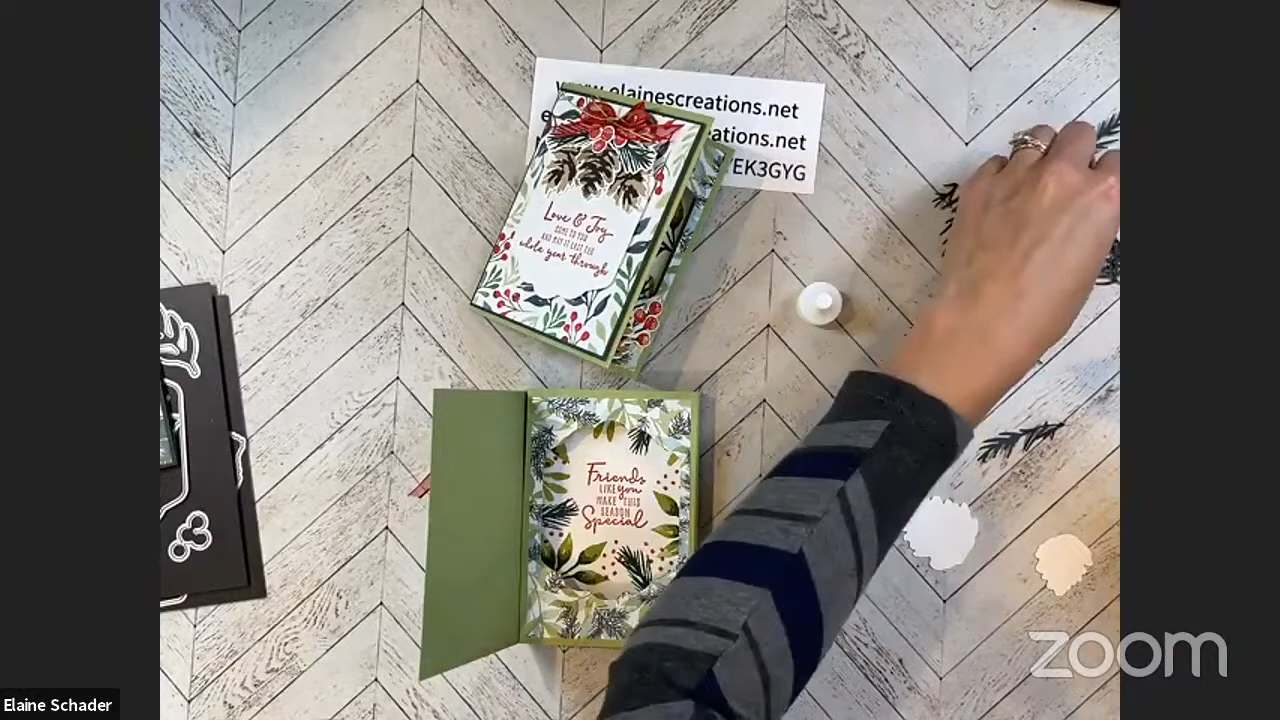 www.elainescreations.net
ations.net
EK3GYG
Love & Joy
COME TO YOU
AND MAY IT LAST THE
whole year through
Friends
LIKE you
MAKE THIS
SEASON
Special
zoom
Elaine Schader